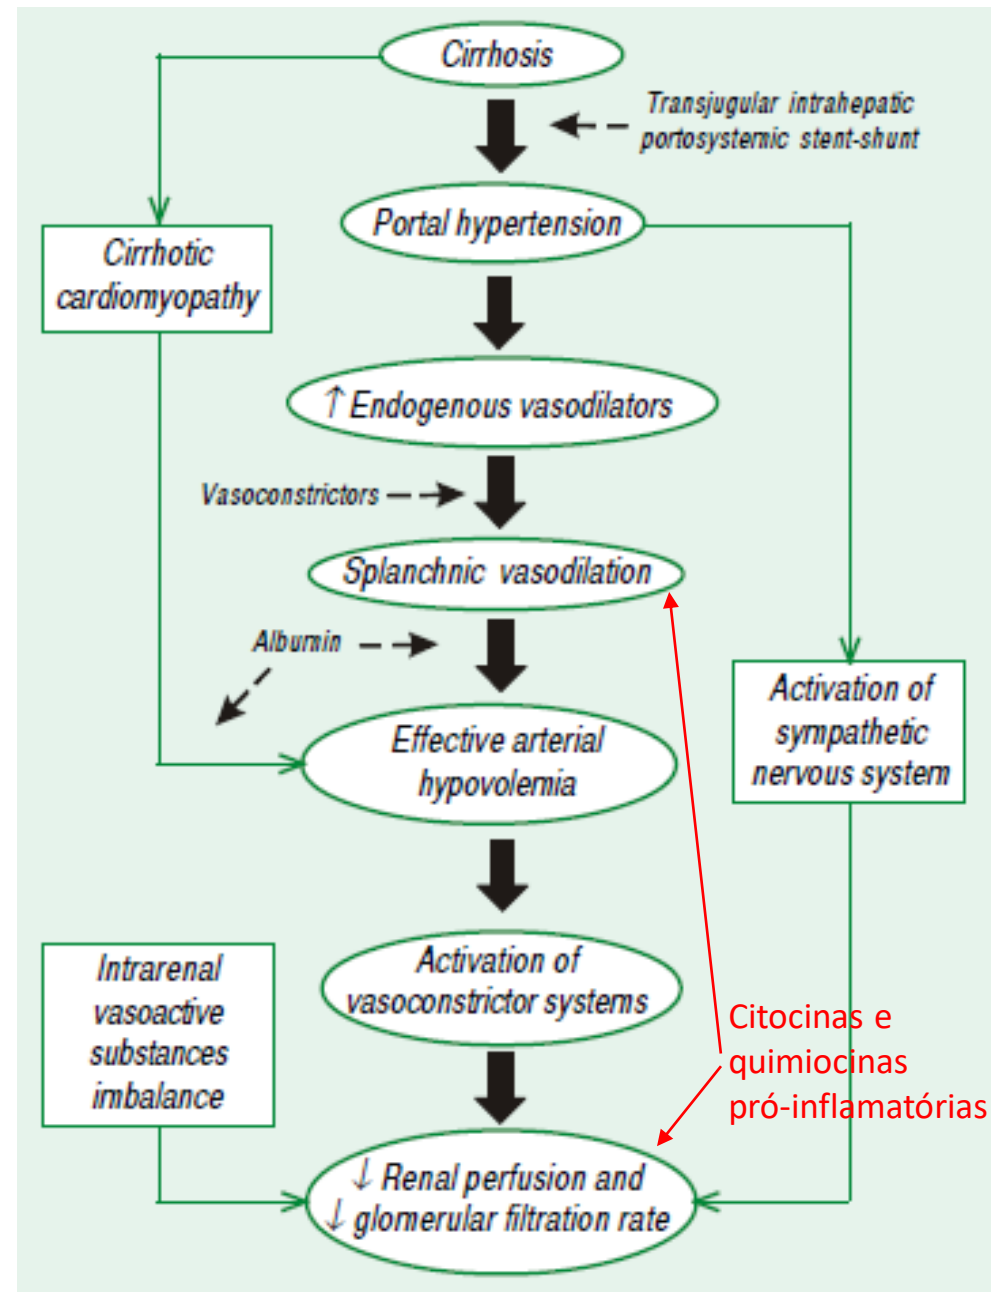 Cirrhosis
Transjugular intrahepatic
portosystemic stent-shunt
Portal hypertension
Cirrhotic
cardiomyopathy
↑ Endogenous vasodilators
Vasoconstrictors
Splanchnic vasodilation
Albumin
Effective arterial
hypovolemia
Activation of
sympathetic
nervous system
Activation of
vasoconstrictor systems
Intrarenal
vasoactive
substances
imbalance
Citocinas e
quimiocinas
pró-inflamatórias
↓ Renal perfusion and
↓ glomerular filtration rate